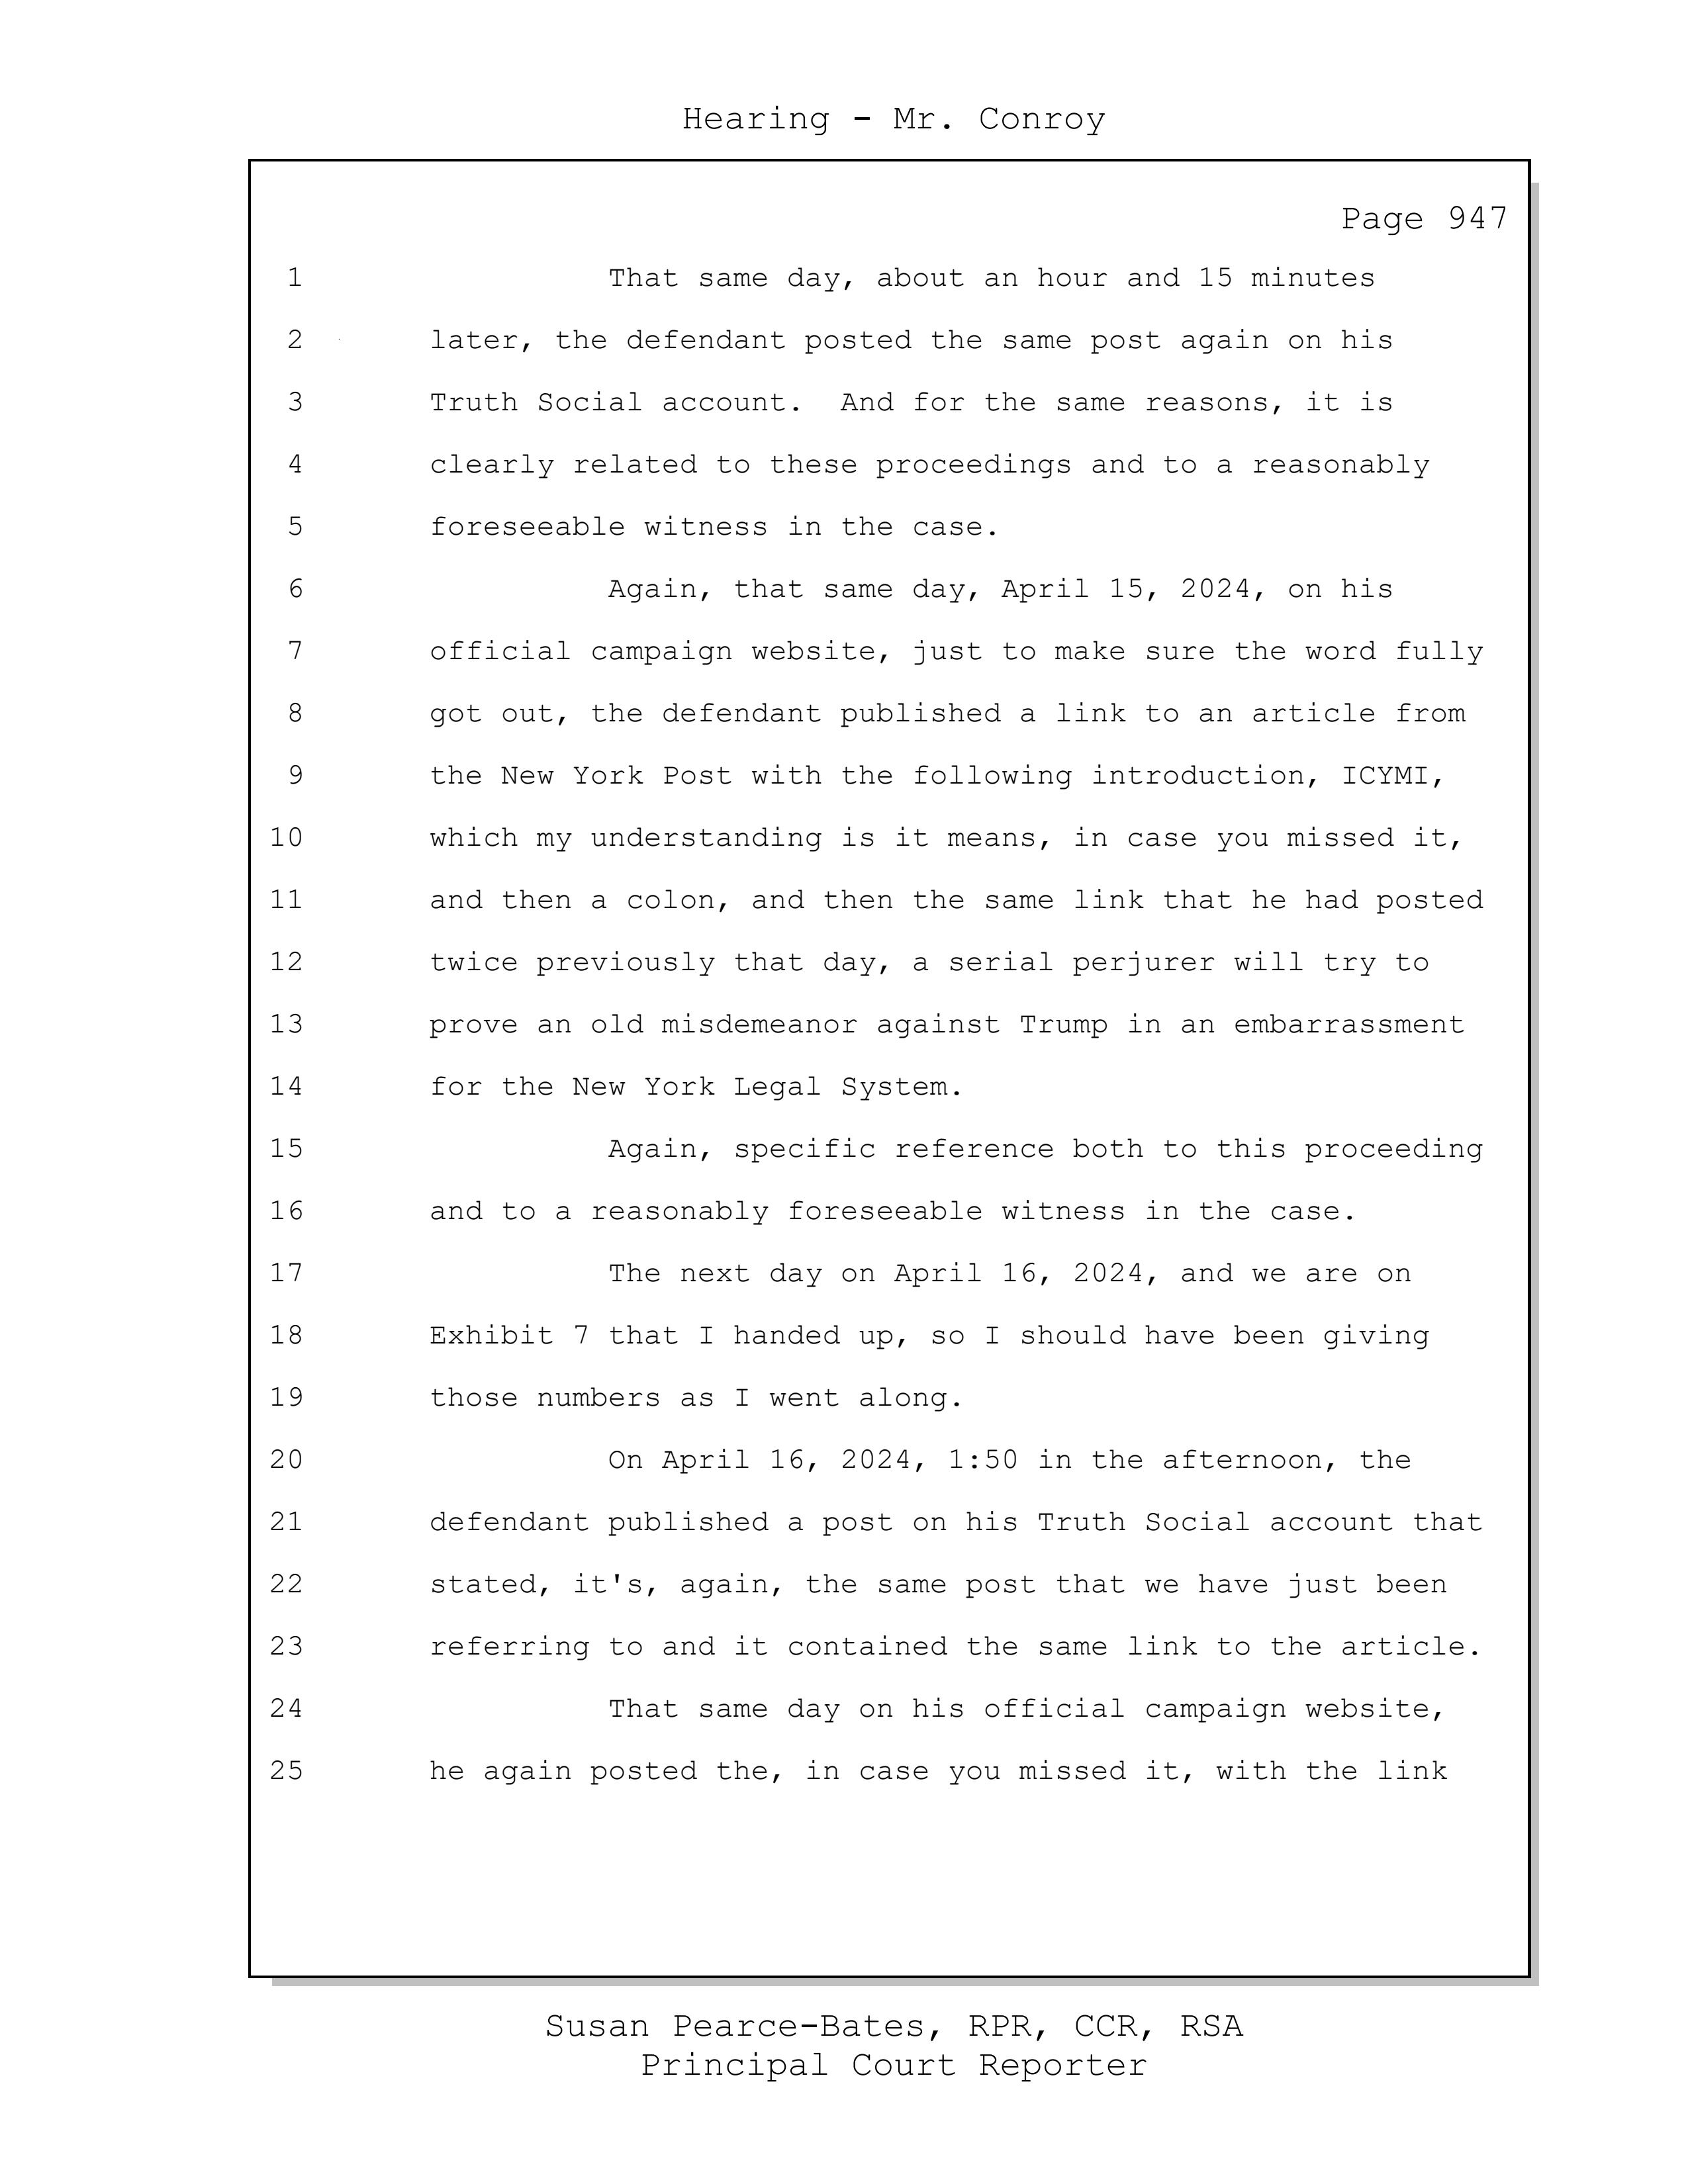 Hearing - Mr. Conroy
Page 947
1 That same day, about an hour and 15 minutes
2 later, the defendant posted the same post again on his
3 Truth Social account. And for the same reasons, it is
4 clearly related to these proceedings and to a reasonably
5 foreseeable witness in the case.
6 Again, that same day, April 15, 2024, on his
7 official campaign website, just to make sure the word fully
8 got out, the defendant published a link to an article from
9 the New York Post with the following introduction, ICYMI,
10 which my understanding is it means, in case you missed it,
11 and then a colon, and then the same link that he had posted
12 twice previously that day, a serial perjurer will try to
13 prove an old misdemeanor against Trump in an embarrassment
14 for the New York Legal System.
15 Again, specific reference both to this proceeding
16 and to a reasonably foreseeable witness in the case.
17 The next day on April 16, 2024, and we are on
18 Exhibit 7 that I handed up, so I should have been giving
19 those numbers as I went along.
20 On April 16, 2024, 1:50 in the afternoon, the
21 defendant published a post on his Truth Social account that
22 stated, it's, again, the same post that we have just been
23 referring to and it contained the same link to the article.
24 That same day on his official campaign website,
25 he again posted the, in case you missed it, with the link
Susan Pearce-Bates, RPR, CCR, RSA
Principal Court Reporter